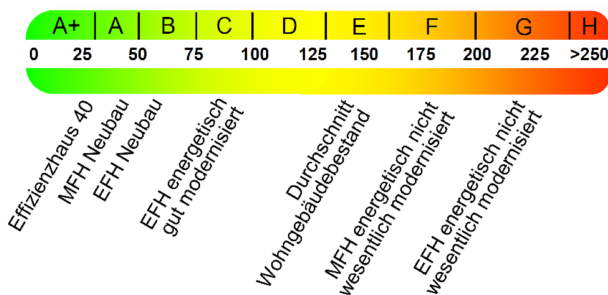 A+ A B C D E F G H
0 25 50 75 100 125 150 175 200 225 >250
Effizienzhaus 40
MFH Neubau
EFH Neubau
EFH energetisch
gut modernisiert
Durchschnitt
Wohngebäudebestand
MFH energetisch nicht
wesentlich modernisiert
EFH energetisch nicht
wesentlich modernisiert